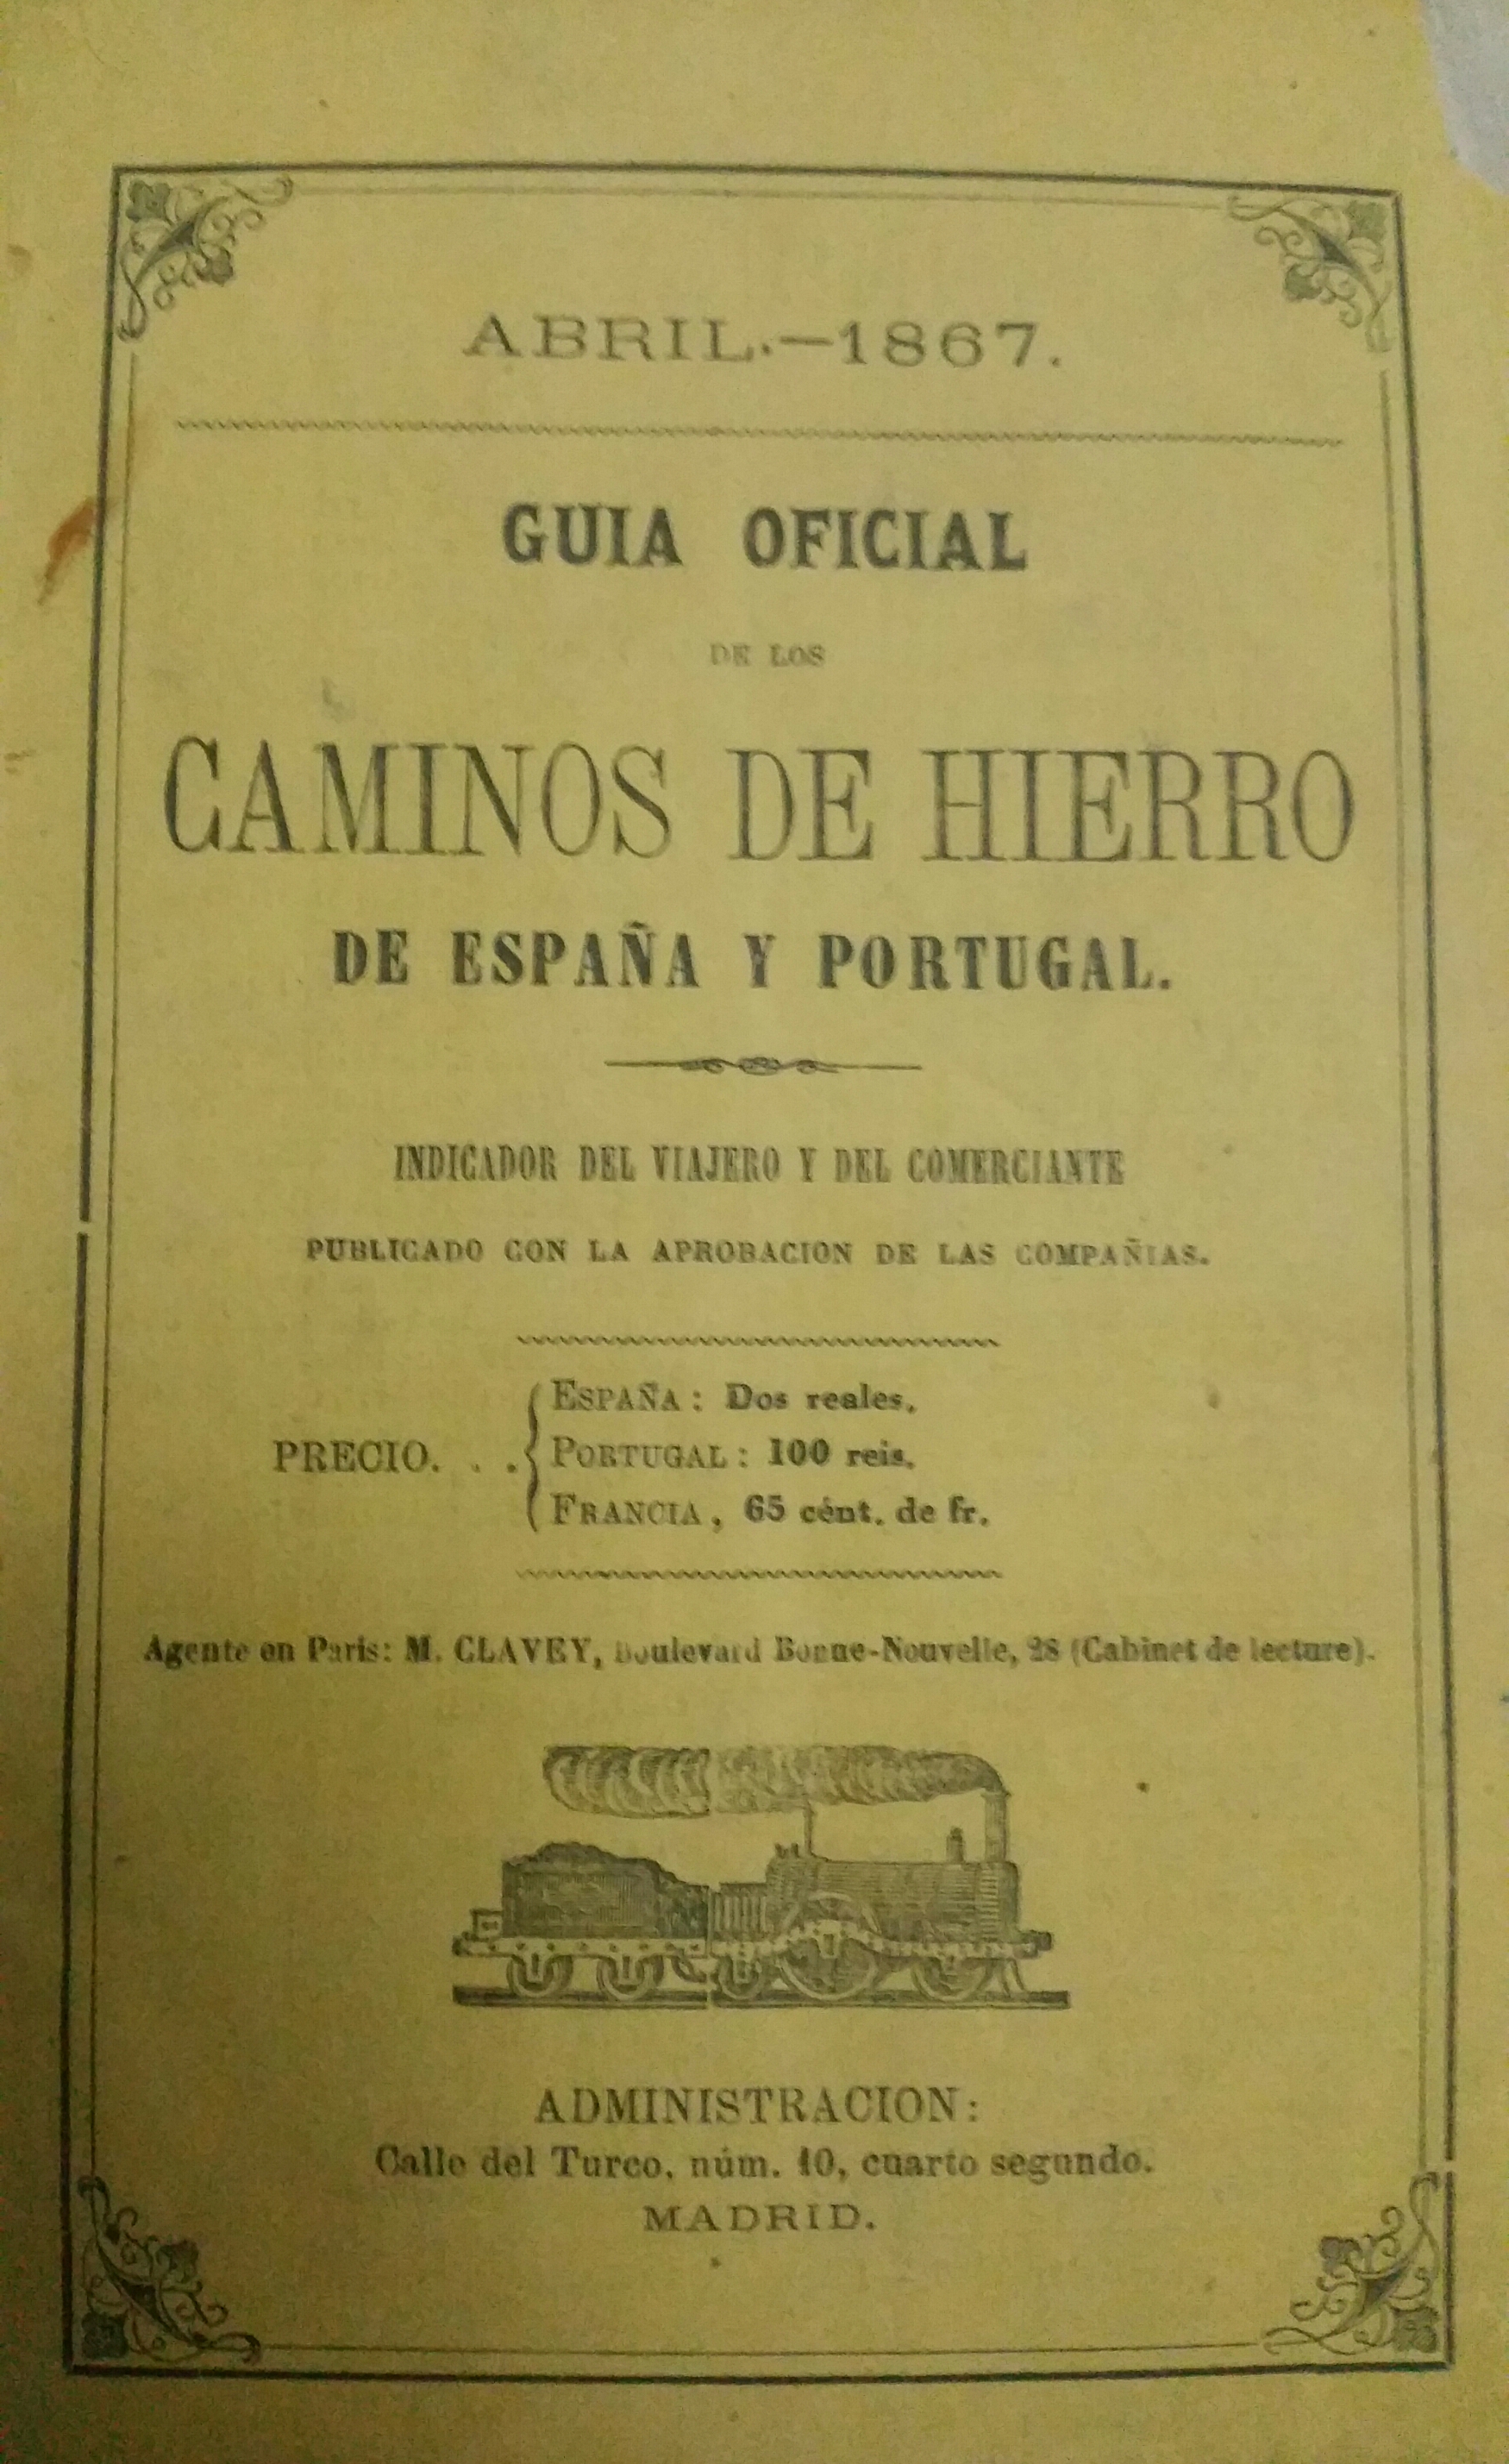 ABRIL.—1867.
GUIA OFICIAL
DE LOS
CAMINOS DE HIERRO
DE ESPAÑA Y PORTUGAL.
INDICADOR DEL VIAJERO Y DEL COMERCIANTE
PUBLICADO CON LA APROBACION DE LAS COMPAÑIAS.
PRECIO. . .
ESPAÑA: Dos reales.
PORTUGAL: 100 reis.
FRANCIA, 65 cént. de fr.
Agente en Paris: M. CLAVEY, Boulevard Bonne-Nouvelle, 28 (Cabinet de lecture).
ADMINISTRACION:
Calle del Turco, núm. 10, cuarto segundo.
MADRID.